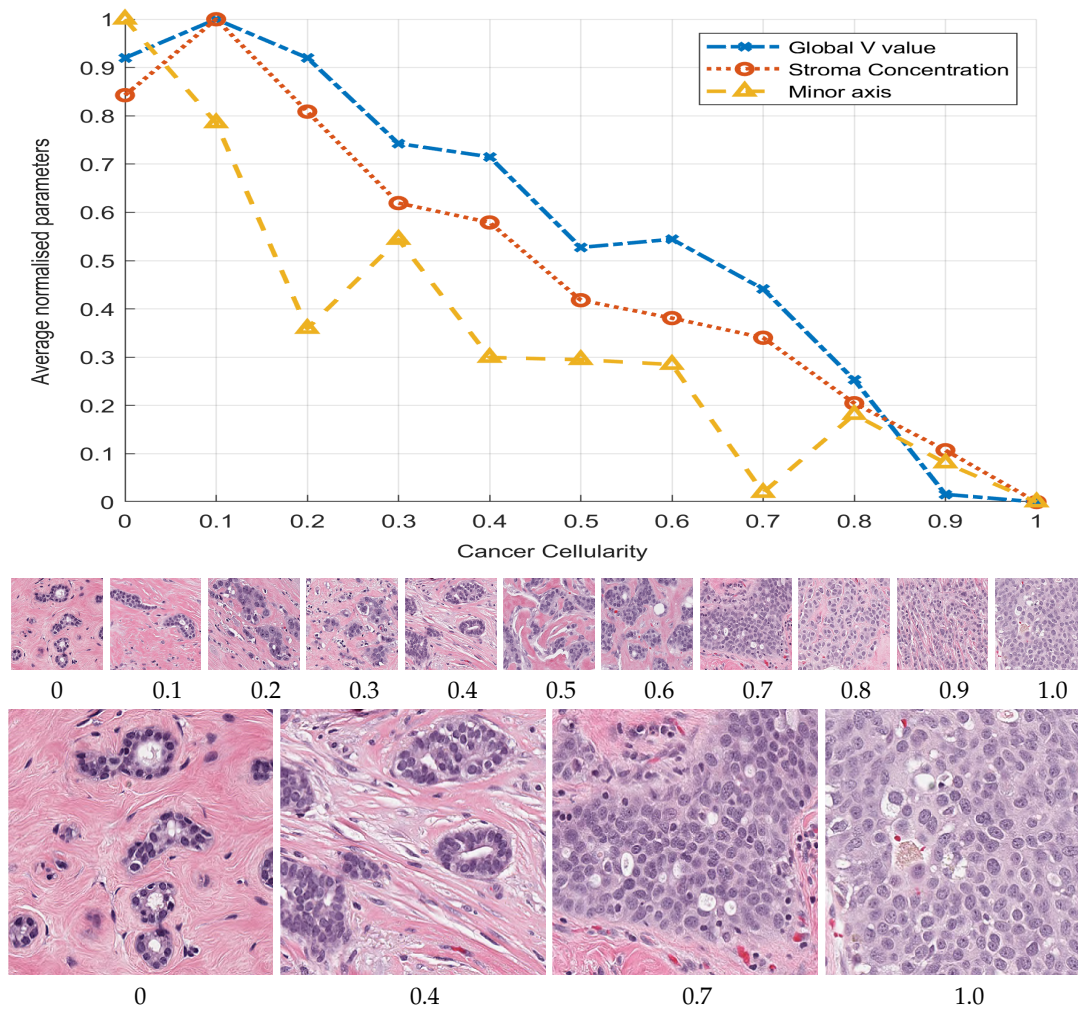 Average normalised parameters
1
0.9
0.8
0.7
0.6
0.5
0.4
0.3
0.2
0.1
0
Global V value
Stroma Concentration
Minor axis
0 0.1 0.2 0.3 0.4 0.5 0.6 0.7 0.8 0.9 1
Cancer Cellularity
0 0.1 0.2 0.3 0.4 0.5 0.6 0.7 0.8 0.9 1.0
0 0.4 0.7 1.0